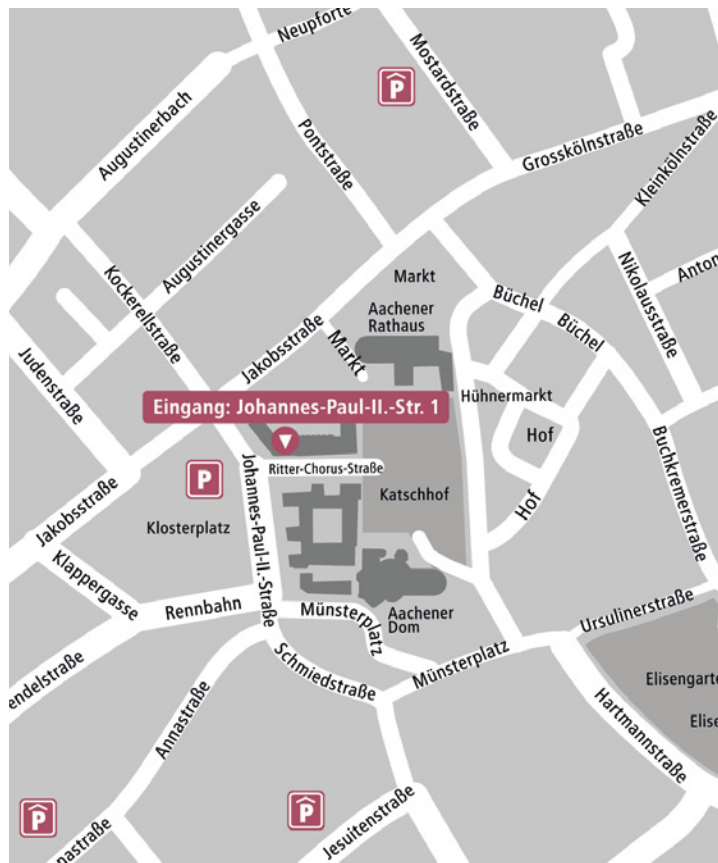 Neupforte
Mostardstraße
P
Augustinerbach
Pontstraße
Grosskölnstraße
Kleinkölnstraße
Augustinergasse
Kockerellstraße
Markt
Nikolausstraße
Anton
Büchel
Büchel
Aachener
Rathaus
Markt
Jakobsstraße
Judenstraße
Hühnermarkt
Eingang: Johannes-Paul-II.-Str. 1
Hof
Buchkremerstraße
Ritter-Chorus-Straße
P
Johannes-Paul-II.-Straße
Katschhof
Hof
Jakobsstraße
Klosterplatz
Klappergasse
Rennbahn
Münsterplatz
Aachener
Dom
Ursulinerstraße
endelstraße
Schmiedstraße
Münsterplatz
Elisengarte
Annastraße
Hartmannstraße
Elise
P
P
Jesuitenstraße
nastraße